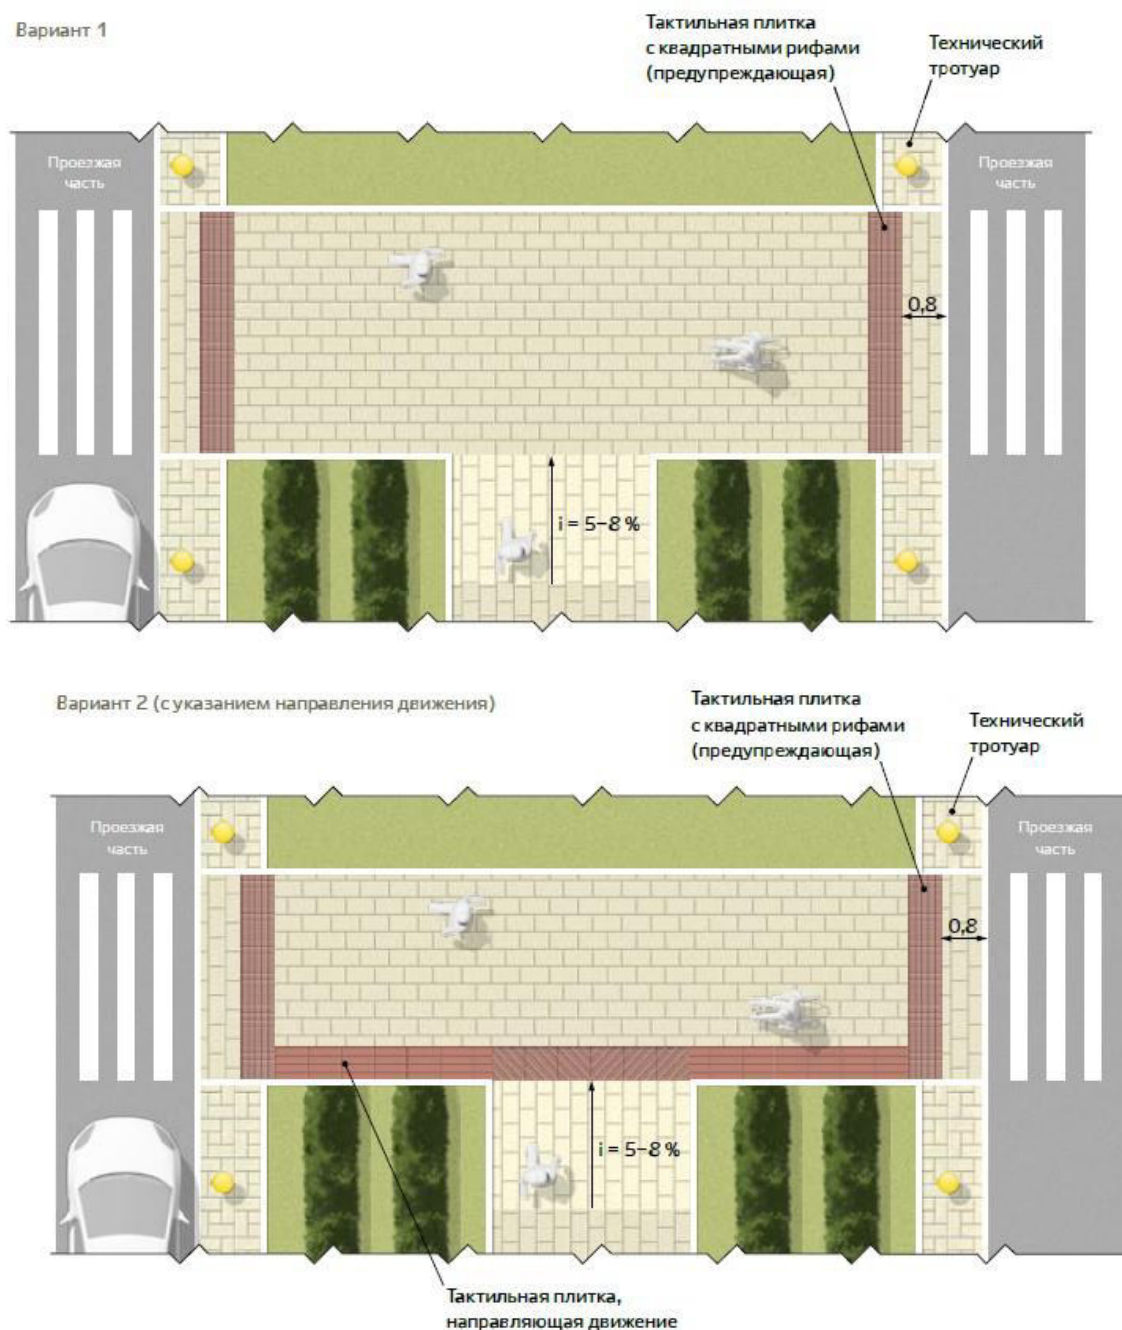 Вариант 1
Тактильная плитка
с квадратными рифами
(предупреждающая)
Технический
тротуар
Проезжая
часть
Проезжая
часть
0,8
i = 5–8 %
Вариант 2 (с указанием направления движения)
Тактильная плитка
с квадратными рифами
(предупреждающая)
Технический
тротуар
Проезжая
часть
Проезжая
часть
0,8
i = 5–8 %
Тактильная плитка,
направляющая движение